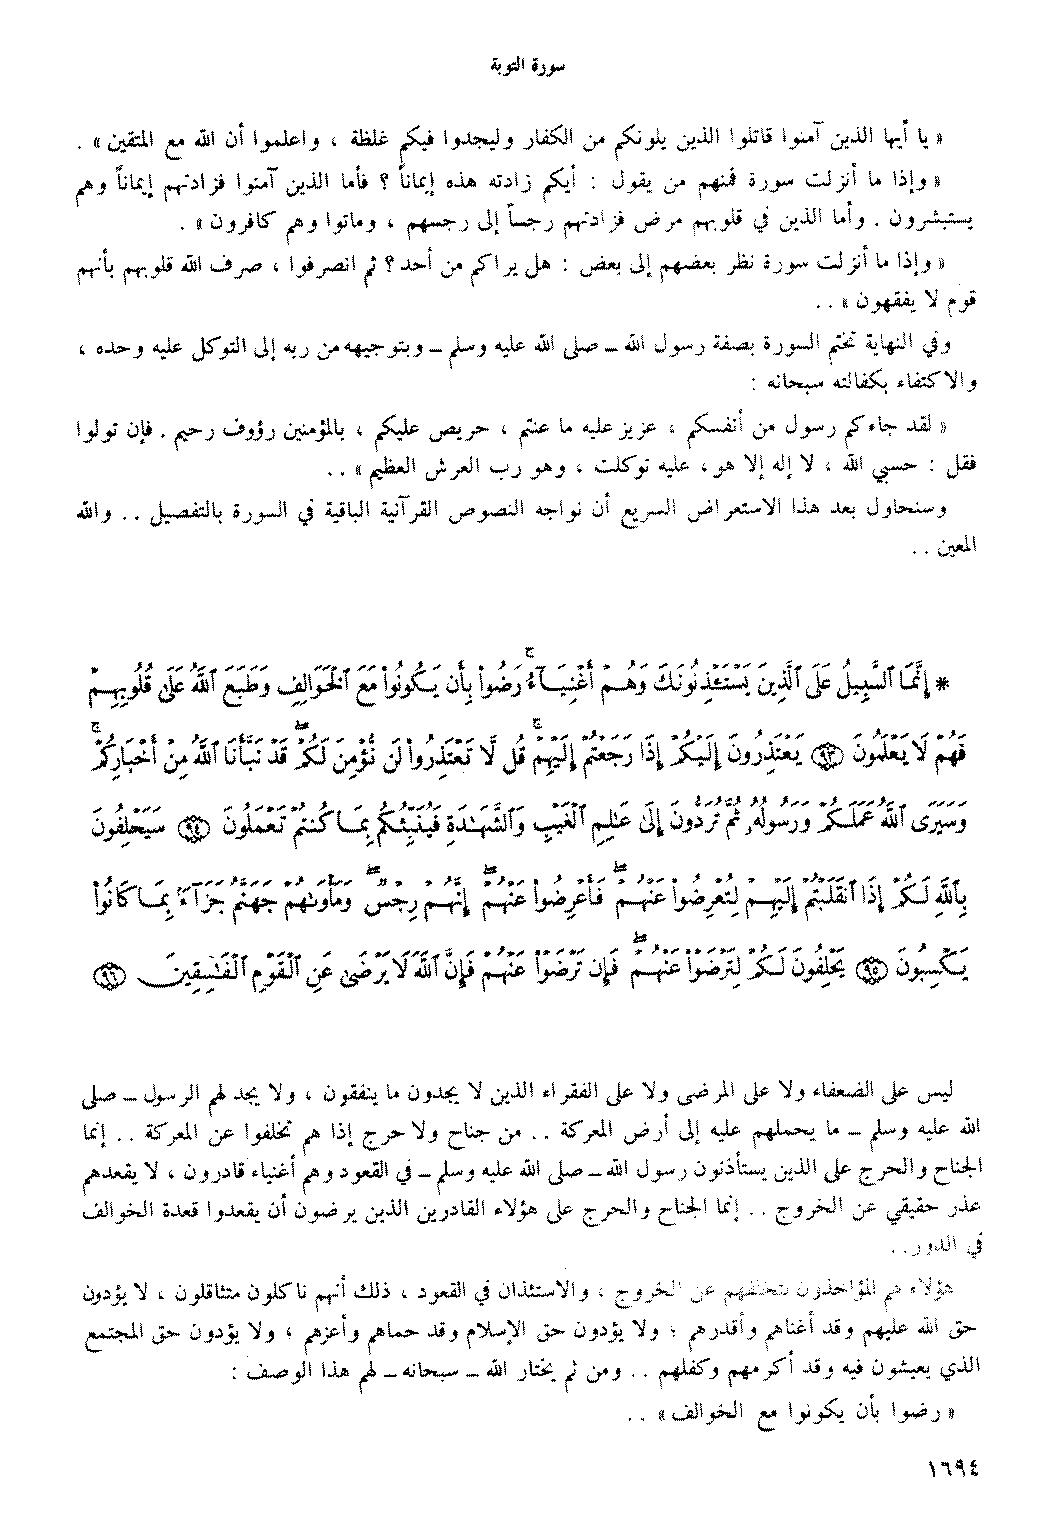 سورة التوبة
« يا أيها الذين آمنوا قاتلوا الذين يلونكم من الكفار وليجدوا فيكم غلظة ، واعلموا أن الله مع المتقين » .
« وإذا ما أنزلت سورة فمنهم من يقول : أيكم زادته هذه إيماناً ؟ فأما الذين آمنوا فزادتهم إيماناً وهم
يستبشرون . وأما الذين في قلوبهم مرض فزادتهم رجساً إلى رجسهم ، وماتوا وهم كافرون » .
« وإذا ما أنزلت سورة نظر بعضهم إلى بعض : هل يراكم من أحد ؟ ثم انصرفوا ، صرف الله قلوبهم بأنهم
قوم لا يفقهون » . .
وفي النهاية تختم السورة بصفة رسول الله – صلى الله عليه وسلم – وبتوجيهه من ربه إلى التوكل عليه وحده ،
والاكتفاء بكفالته سبحانه :
« لقد جاءكم رسول من أنفسكم ، عزيز عليه ما عنتم ، حريص عليكم ، بالمؤمنين رؤوف رحيم . فإن تولوا
فقل : حسبي الله ، لا إله إلا هو، عليه توكلت ، وهو رب العرش العظيم » . .
وسنحاول بعد هذا الاستعراض السريع أن نواجه النصوص القرآنية الباقية في السورة بالتفصيل . . والله
المعين . .
* إِنَّمَا ٱلسَّبِيلُ عَلَى ٱلَّذِينَ يَسْتَـْٔذِنُونَكَ وَهُمْ أَغْنِيَآءُ ۚ رَضُوا۟ بِأَن يَكُونُوا۟ مَعَ ٱلْخَوَالِفِ وَطَبَعَ ٱللَّهُ عَلَىٰ قُلُوبِهِمْ
فَهُمْ لَا يَعْلَمُونَ ٩٣ يَعْتَذِرُونَ إِلَيْكُمْ إِذَا رَجَعْتُمْ إِلَيْهِمْ ۚ قُل لَّا تَعْتَذِرُوا۟ لَن نُّؤْمِنَ لَكُمْ ۖ قَدْ نَبَّأَنَا ٱللَّهُ مِنْ أَخْبَارِكُمْ ۚ
وَسَيَرَى ٱللَّهُ عَمَلَكُمْ وَرَسُولُهُۥ ثُمَّ تُرَدُّونَ إِلَىٰ عَـٰلِمِ ٱلْغَيْبِ وَٱلشَّهَـٰدَةِ فَيُنَبِّئُكُم بِمَا كُنتُمْ تَعْمَلُونَ ٩٤ سَيَحْلِفُونَ
بِٱللَّهِ لَكُمْ إِذَا ٱنقَلَبْتُمْ إِلَيْهِمْ لِتُعْرِضُوا۟ عَنْهُمْ ۖ فَأَعْرِضُوا۟ عَنْهُمْ ۖ إِنَّهُمْ رِجْسٌ ۖ وَمَأْوَىٰهُمْ جَهَنَّمُ جَزَآءًۢ بِمَا كَانُوا۟
يَكْسِبُونَ ٩٥ يَحْلِفُونَ لَكُمْ لِتَرْضَوْا۟ عَنْهُمْ ۖ فَإِن تَرْضَوْا۟ عَنْهُمْ فَإِنَّ ٱللَّهَ لَا يَرْضَىٰ عَنِ ٱلْقَوْمِ ٱلْفَـٰسِقِينَ ٩٦
ليس على الضعفاء ولا على المرضى ولا على الفقراء الذين لا يجدون ما ينفقون ، ولا يجد لهم الرسول – صلى
الله عليه وسلم – ما يحملهم عليه إلى أرض المعركة . . من جناح ولا حرج إذا هم تخلفوا عن المعركة . . إنما
الجناح والحرج على الذين يستأذنون رسول الله – صلى الله عليه وسلم – في القعود وهم أغنياء قادرون ، لا يقعدهم
عذر حقيقي عن الخروج . . إنما الجناح والحرج على هؤلاء القادرين الذين يرضون أن يقعدوا قعدة الخوالف
في الدور . .
هؤلاء هم المؤاخذون بتخلفهم عن الخروج ، والاستئذان في القعود ، ذلك أنهم ناكلون متثاقلون ، لا يؤدون
حق الله عليهم وقد أغناهم وأقدرهم ؛ ولا يؤدون حق الإسلام وقد حماهم وأعزهم ؛ ولا يؤدون حق المجتمع
الذي يعيشون فيه وقد أكرمهم وكفلهم . . ومن ثم يختار الله – سبحانه – لهم هذا الوصف :
« رضوا بأن يكونوا مع الخوالف » . .
١٦٩٤